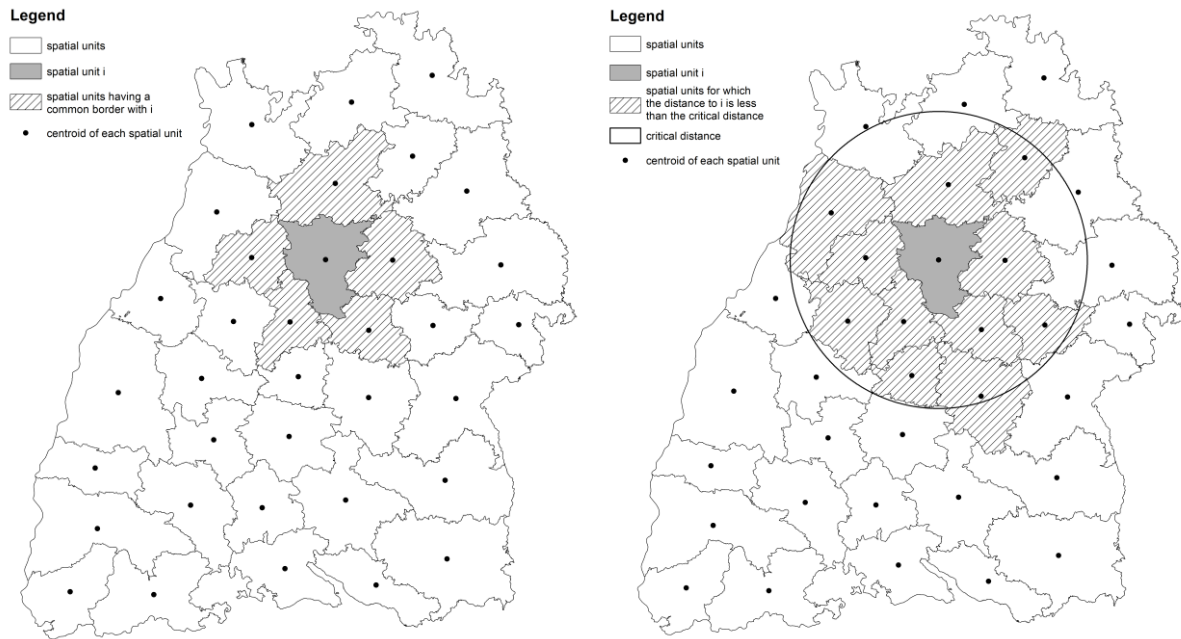 Legend
spatial units
spatial unit i
spatial units having a
common border with i
centroid of each spatial unit
Legend
spatial units
spatial unit i
spatial units for which
the distance to i is less
than the critical distance
critical distance
centroid of each spatial unit